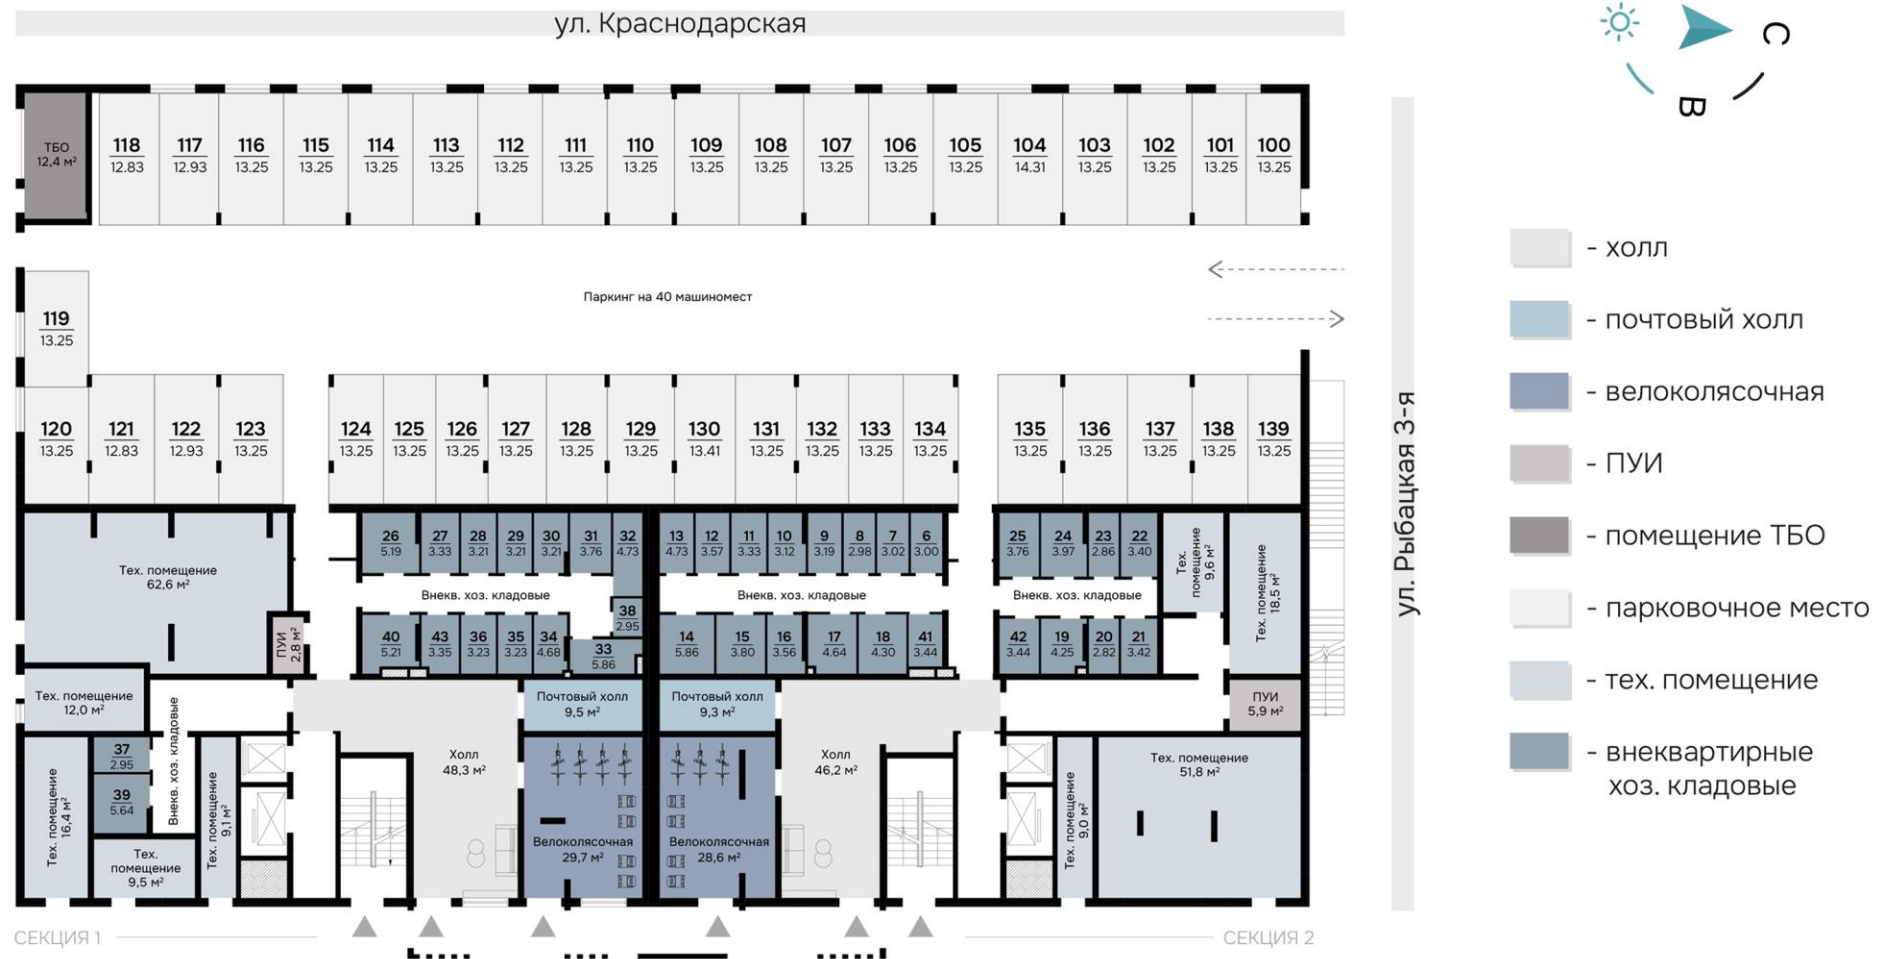 ул. Краснодарская
С
В
ТБО
12,4 м²
118
12.83
117
12.93
116
13.25
115
13.25
114
13.25
113
13.25
112
13.25
111
13.25
110
13.25
109
13.25
108
13.25
107
13.25
106
13.25
105
13.25
104
14.31
103
13.25
102
13.25
101
13.25
100
13.25
Паркинг на 40 машиномест
119
13.25
120
13.25
121
12.83
122
12.93
123
13.25
124
13.25
125
13.25
126
13.25
127
13.25
128
13.25
129
13.25
130
13.41
131
13.25
132
13.25
133
13.25
134
13.25
135
13.25
136
13.25
137
13.25
138
13.25
139
13.25
ул. Рыбацкая 3-я
Тех. помещение
62,6 м²
26
5.19
27
3.33
28
3.21
29
3.21
30
3.21
31
3.76
32
4.73
13
4.73
12
3.57
11
3.33
10
3.12
9
3.19
8
2.98
7
3.02
6
3.00
25
3.76
24
3.97
23
2.86
22
3.40
Тех.
помещение
9,6 м²
Тех. помещение
18,5 м²
Внекв. хоз. кладовые
Внекв. хоз. кладовые
Внекв. хоз. кладовые
ПУИ
2,8 м²
40
5.21
43
3.35
36
3.23
35
3.23
34
4.68
33
5.86
38
2.95
14
5.86
15
3.80
16
3.56
17
4.64
18
4.30
41
3.44
42
3.44
19
4.25
20
2.82
21
3.42
Тех. помещение
12,0 м²
Внекв. хоз. кладовые
Почтовый холл
9,5 м²
Почтовый холл
9,3 м²
ПУИ
5,9 м²
37
2.95
39
5.64
Тех. помещение
16,4 м²
Тех.
помещение
9,5 м²
Тех. помещение
9,1 м²
Холл
48,3 м²
Велоколясочная
29,7 м²
Велоколясочная
28,6 м²
Холл
46,2 м²
Тех. помещение
9,0 м²
Тех. помещение
51,8 м²
СЕКЦИЯ 1
СЕКЦИЯ 2
- холл
- почтовый холл
- велоколясочная
- ПУИ
- помещение ТБО
- парковочное место
- тех. помещение
- внеквартирные
хоз. кладовые